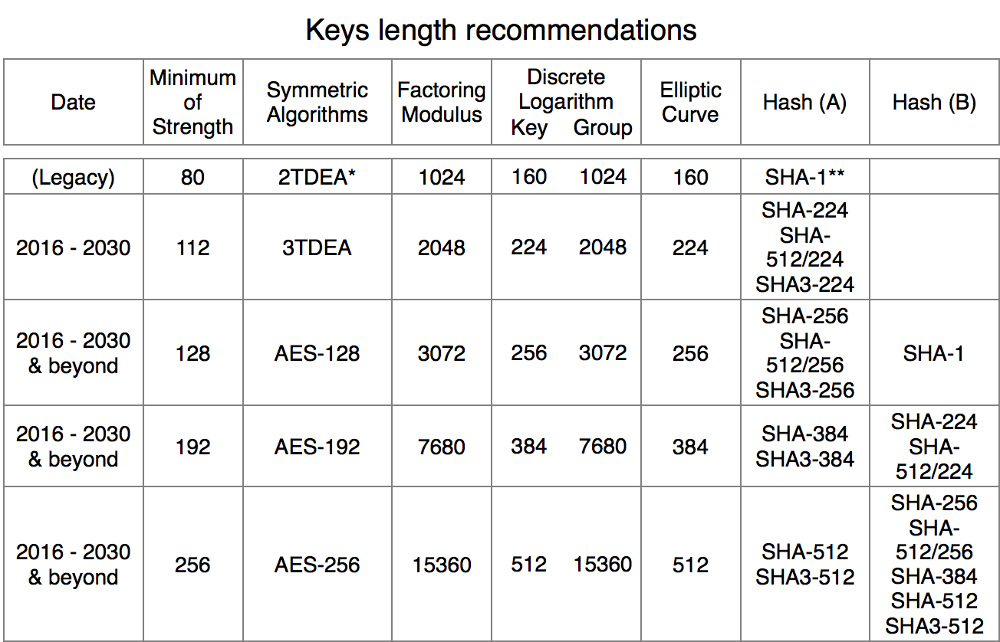 Keys length recommendations
Date
Minimum
of
Strength
Symmetric
Algorithms
Factoring
Modulus
Discrete
Logarithm
Key Group
Elliptic
Curve
Hash (A)
Hash (B)
(Legacy)
80
2TDEA*
1024
160 1024
160
SHA-1**
2016 - 2030
112
3TDEA
2048
224 2048
224
SHA-224
SHA-
512/224
SHA3-224
2016 - 2030
& beyond
128
AES-128
3072
256 3072
256
SHA-256
SHA-
512/256
SHA3-256
SHA-1
2016 - 2030
& beyond
192
AES-192
7680
384 7680
384
SHA-384
SHA3-384
SHA-224
SHA-
512/224
2016 - 2030
& beyond
256
AES-256
15360
512 15360
512
SHA-512
SHA3-512
SHA-256
SHA-
512/256
SHA-384
SHA-512
SHA3-512